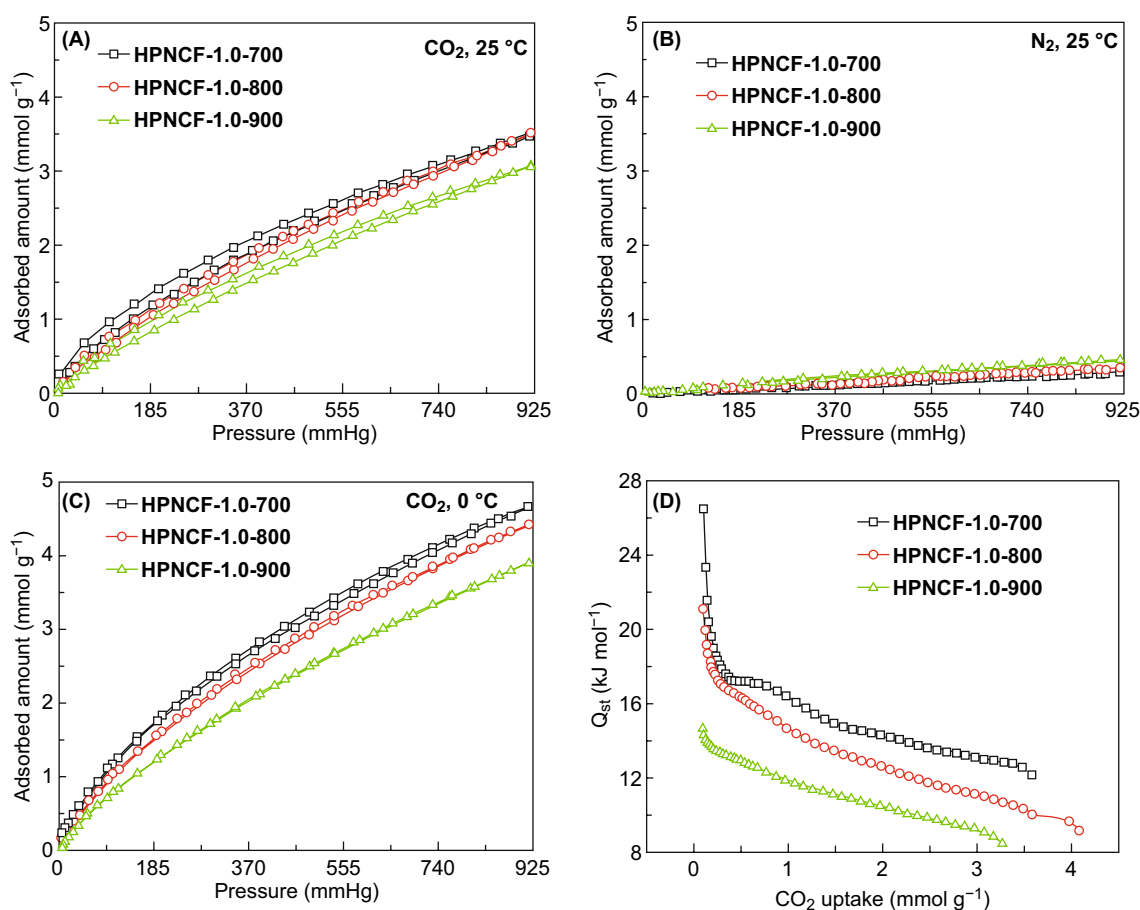 (A)
CO₂, 25 °C
HPNCF-1.0-700
HPNCF-1.0-800
HPNCF-1.0-900
Adsorbed amount (mmol g⁻¹)
5
4
3
2
1
0
0 185 370 555 740 925
Pressure (mmHg)
(B)
N₂, 25 °C
HPNCF-1.0-700
HPNCF-1.0-800
HPNCF-1.0-900
Adsorbed amount (mmol g⁻¹)
5
4
3
2
1
0
0 185 370 555 740 925
Pressure (mmHg)
(C)
CO₂, 0 °C
HPNCF-1.0-700
HPNCF-1.0-800
HPNCF-1.0-900
Adsorbed amount (mmol g⁻¹)
5
4
3
2
1
0
0 185 370 555 740 925
Pressure (mmHg)
(D)
HPNCF-1.0-700
HPNCF-1.0-800
HPNCF-1.0-900
Qst (kJ mol⁻¹)
28
24
20
16
12
8
0 1 2 3 4
CO₂ uptake (mmol g⁻¹)